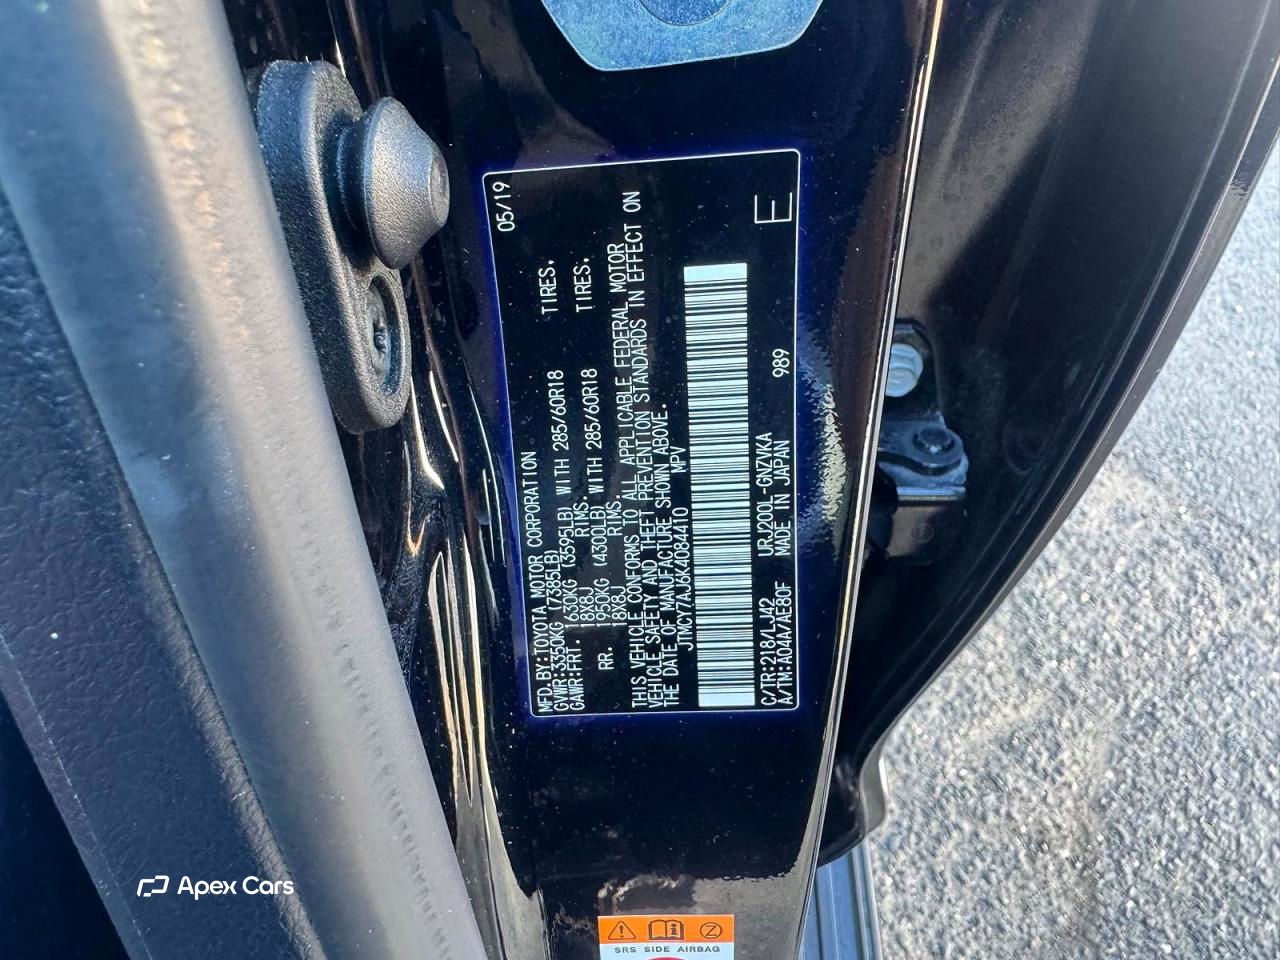 MFD.BY:TOYOTA MOTOR CORPORATION 05/19
GVWR:3350KG (7385LB)
GAWR:FRT. 1630KG (3595LB) WITH 285/60R18 TIRES.
18X8J RIMS.
RR. 1950KG (4300LB) WITH 285/60R18 TIRES.
18X8J RIMS.
THIS VEHICLE CONFORMS TO ALL APPLICABLE FEDERAL MOTOR
VEHICLE SAFETY AND THEFT PREVENTION STANDARDS IN EFFECT ON
THE DATE OF MANUFACTURE SHOWN ABOVE.
JTMCY7AJ6K4084410 MPV
C/TR:218/LJ42 URJ200L-GNZVKA
A/TM:A04A/AE80F MADE IN JAPAN 989 E
SRS SIDE AIRBAG
Apex Cars